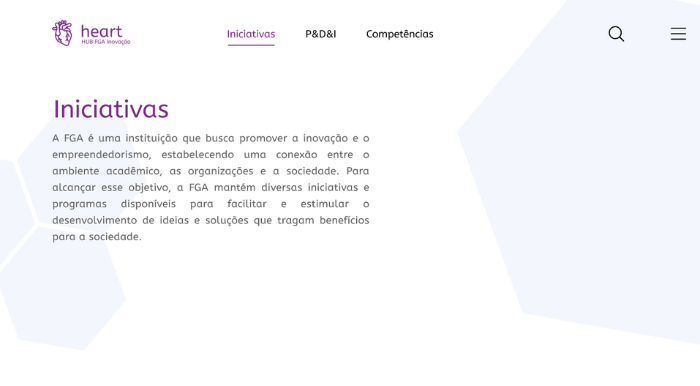 heart
HUB FGA Inovação
Iniciativas
P&D&I
Competências
Iniciativas
A FGA é uma instituição que busca promover a inovação e o
empreendedorismo, estabelecendo uma conexão entre o
ambiente acadêmico, as organizações e a sociedade. Para
alcançar esse objetivo, a FGA mantém diversas iniciativas e
programas disponíveis para facilitar e estimular o
desenvolvimento de ideias e soluções que tragam benefícios
para a sociedade.